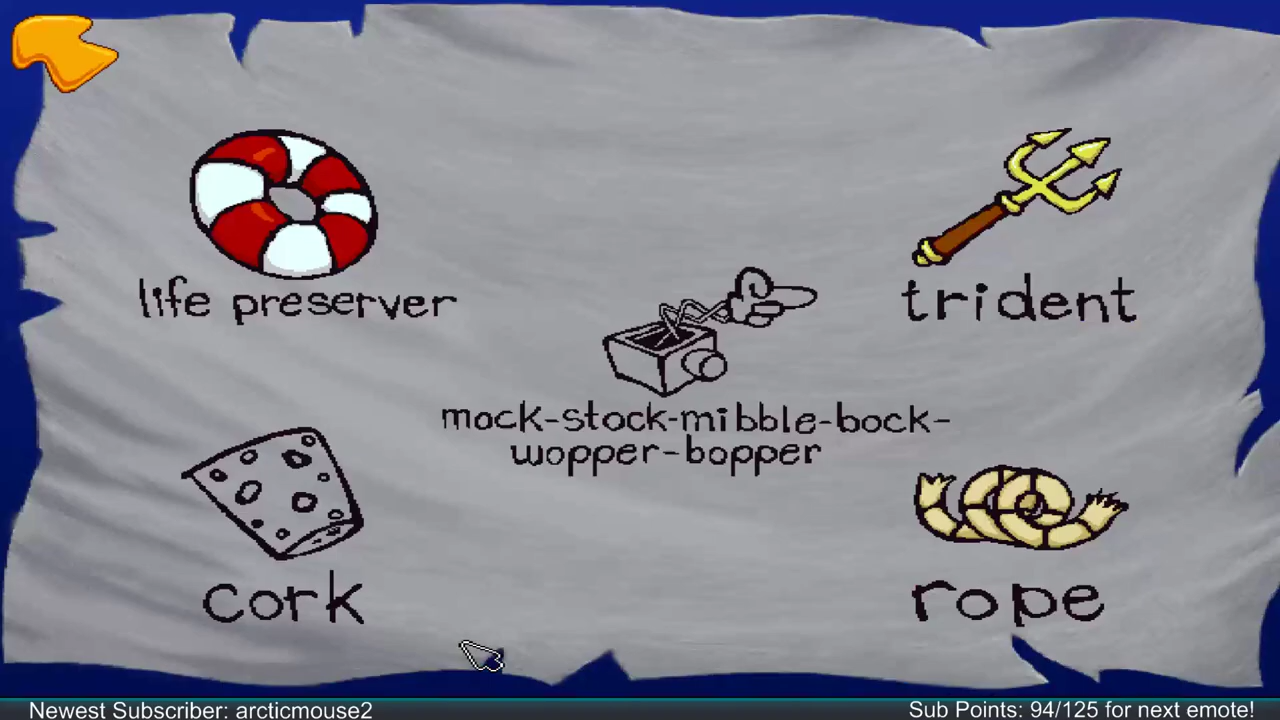 life preserver
trident
mock-stock-mibble-bock-
wopper-bopper
cork
rope
Newest Subscriber: arcticmouse2
Sub Points: 94/125 for next emote!